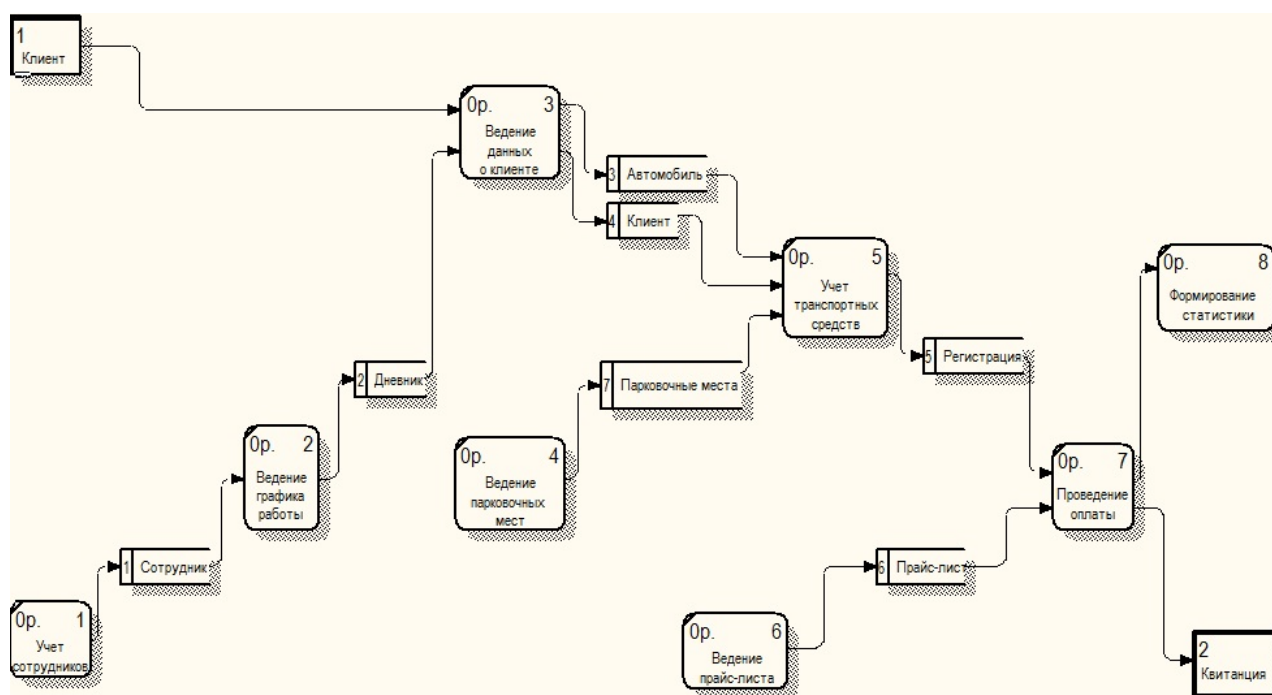 1
Клиент
0р. 3
Ведение
данных
о клиенте
3 Автомобиль
4 Клиент
0р. 5
Учет
транспортных
средств
0р. 8
Формирование
статистики
5 Регистрация
2 Дневник
7 Парковочные места
0р. 2
Ведение
графика
работы
0р. 4
Ведение
парковочных
мест
0р. 7
Проведение
оплаты
1 Сотрудник
6 Прайс-лист
0р. 1
Учет
сотрудников
0р. 6
Ведение
прайс-листа
2
Квитанция